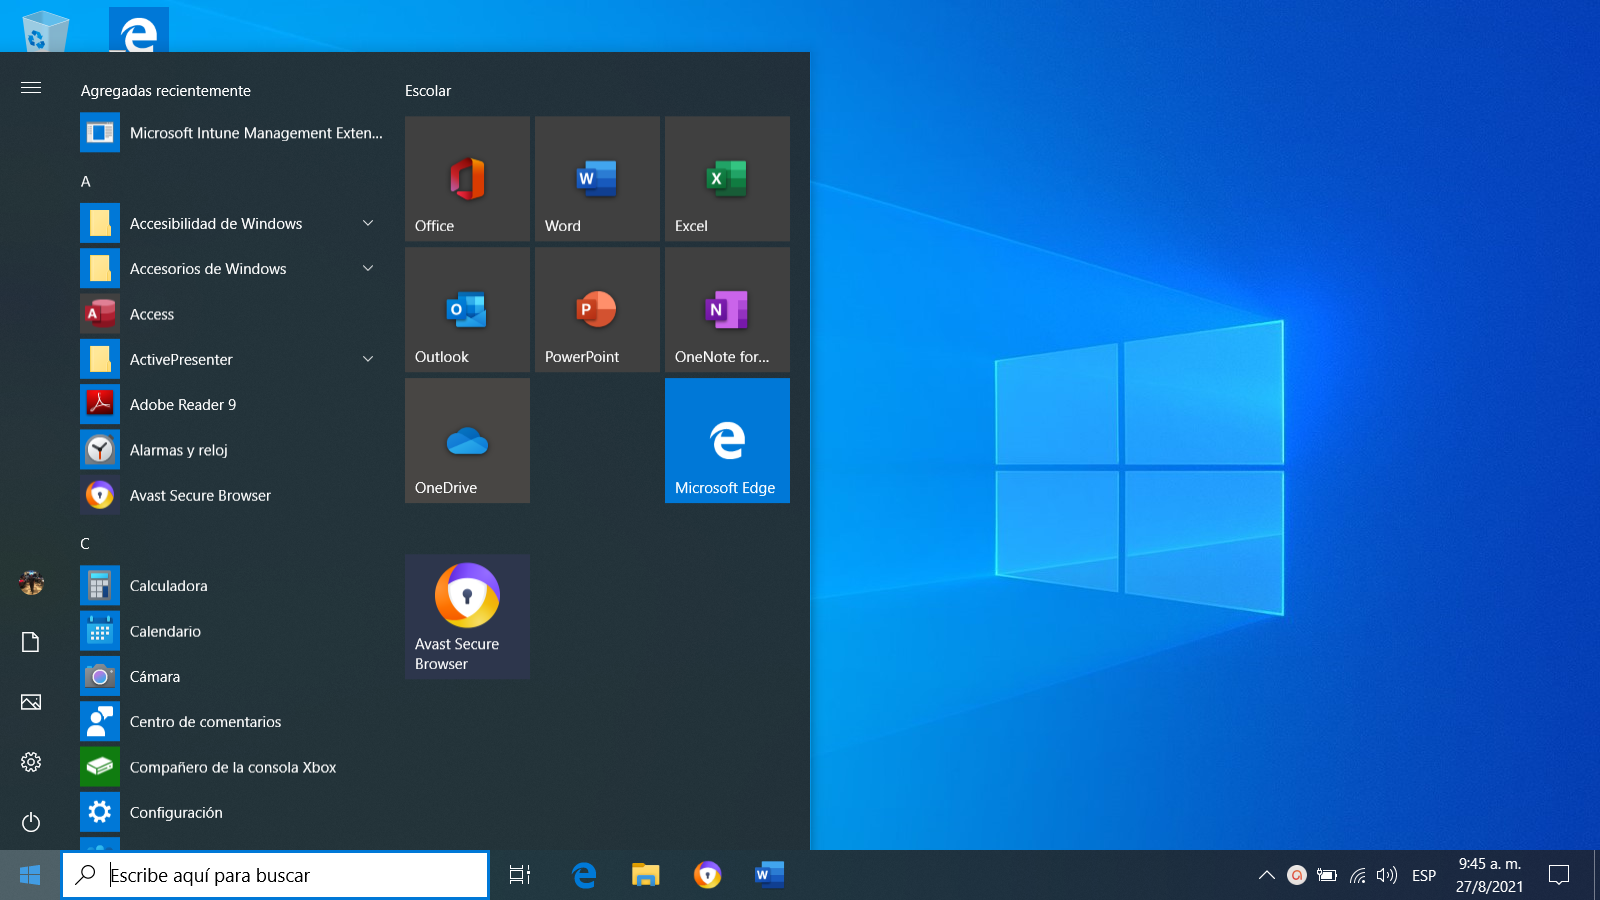 Agregadas recientemente
Microsoft Intune Management Exten...
A
Accesibilidad de Windows
Accesorios de Windows
Access
ActivePresenter
Adobe Reader 9
Alarmas y reloj
Avast Secure Browser
C
Calculadora
Calendario
Cámara
Centro de comentarios
Compañero de la consola Xbox
Configuración
Escolar
Office
Word
Excel
Outlook
PowerPoint
OneNote for...
OneDrive
Microsoft Edge
Avast Secure
Browser
Escribe aquí para buscar
ESP
9:45 a. m.
27/8/2021